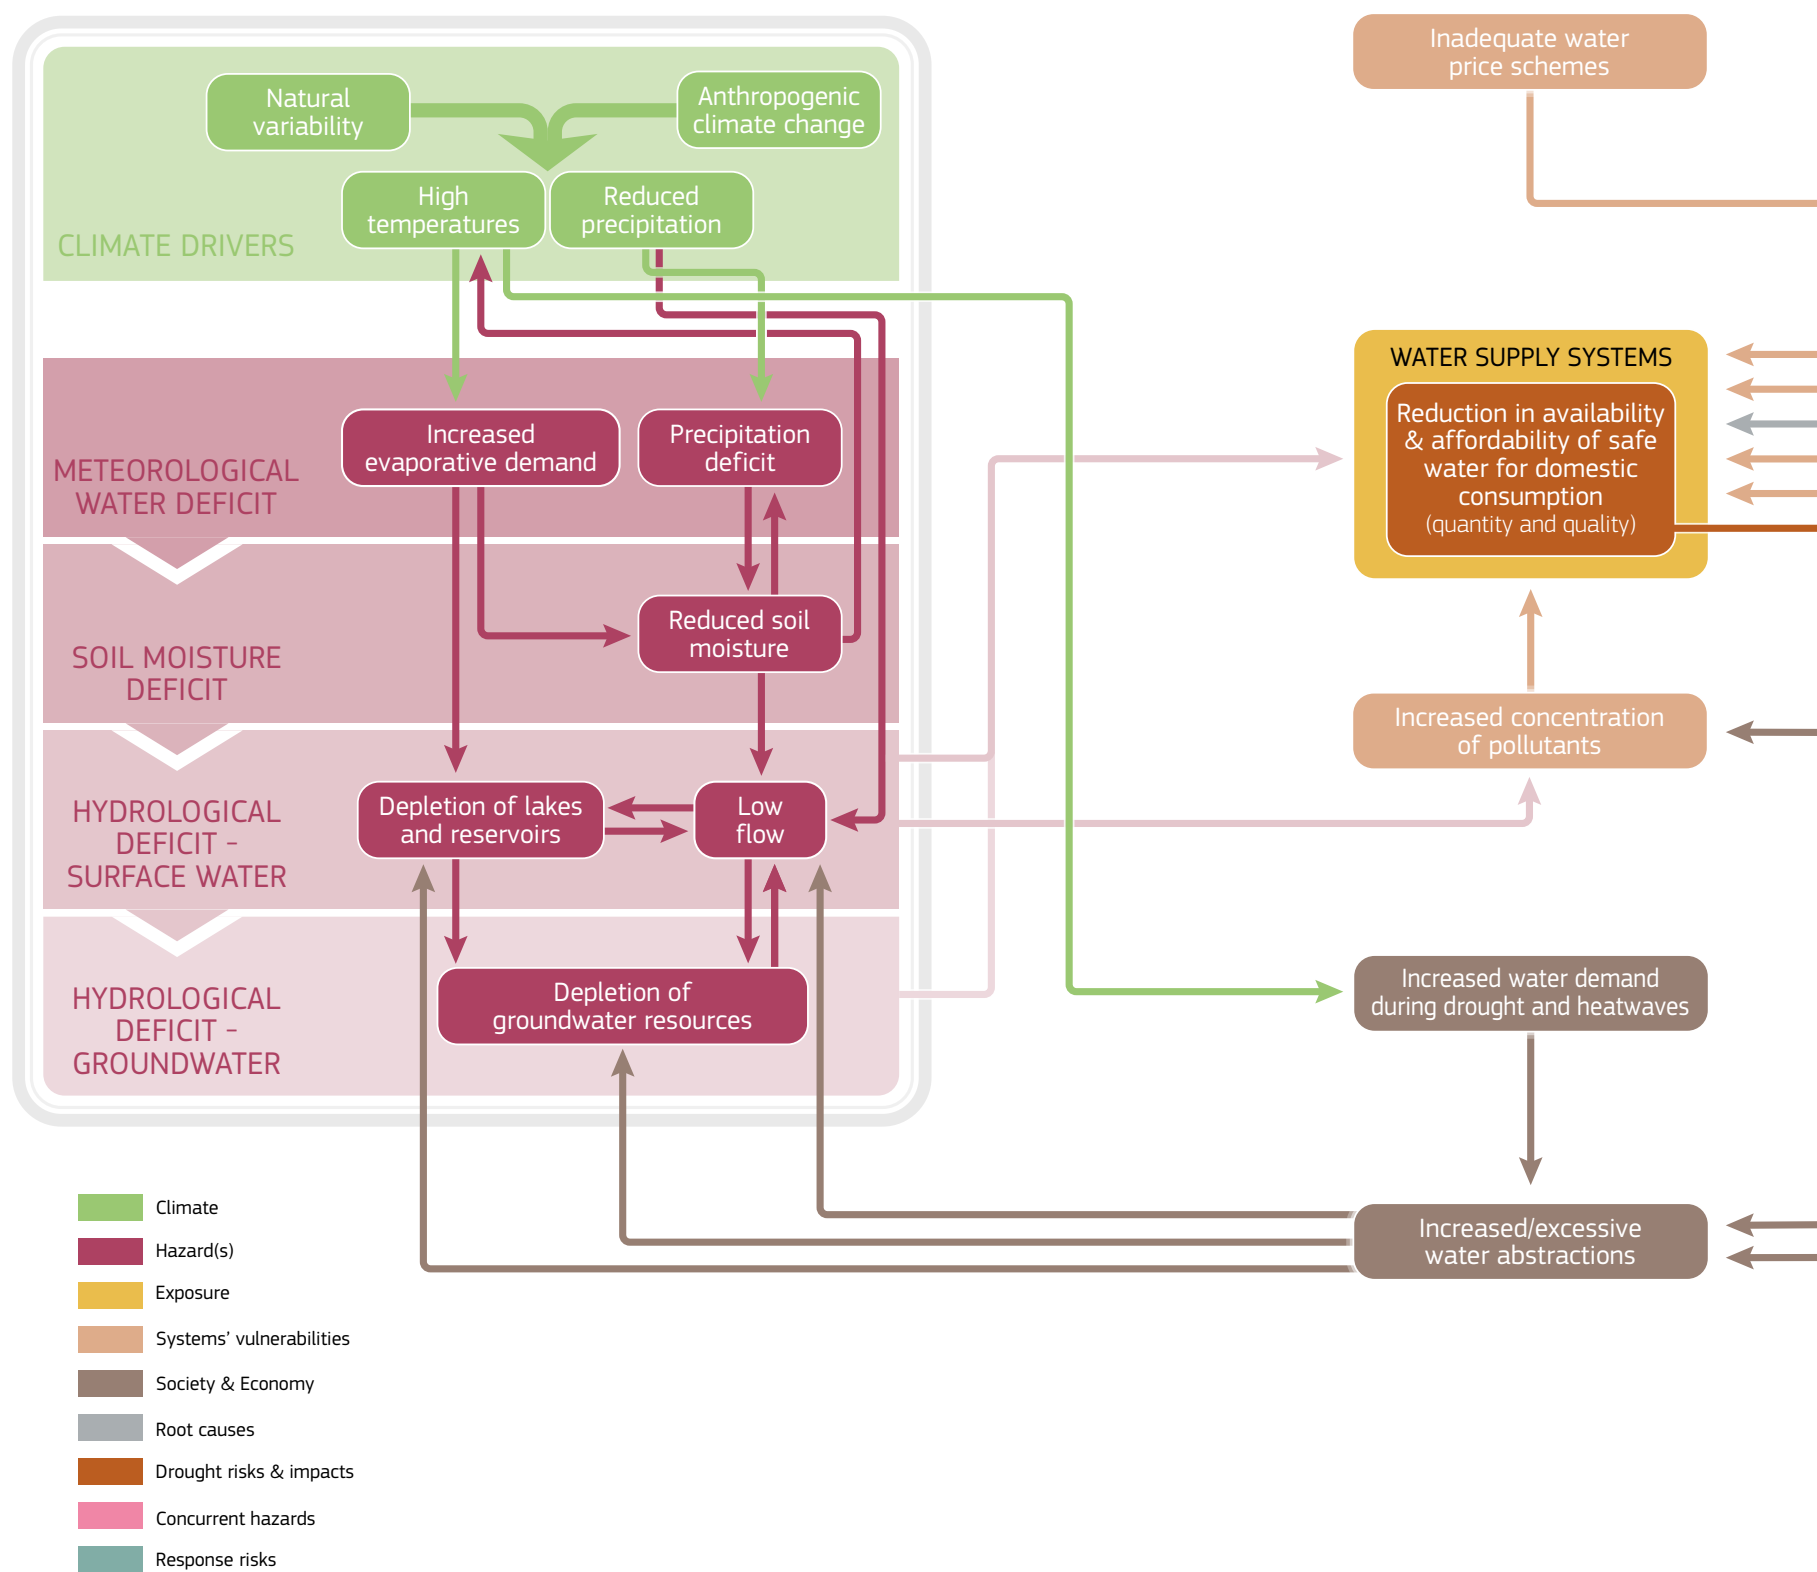 Natural
variability
Anthropogenic
climate change
High
temperatures
Reduced
precipitation
CLIMATE DRIVERS
METEOROLOGICAL
WATER DEFICIT
Increased
evaporative demand
Precipitation
deficit
SOIL MOISTURE
DEFICIT
Reduced soil
moisture
HYDROLOGICAL
DEFICIT -
SURFACE WATER
Depletion of lakes
and reservoirs
Low
flow
HYDROLOGICAL
DEFICIT -
GROUNDWATER
Depletion of
groundwater resources
Inadequate water
price schemes
WATER SUPPLY SYSTEMS
Reduction in availability
& affordability of safe
water for domestic
consumption
(quantity and quality)
Increased concentration
of pollutants
Increased water demand
during drought and heatwaves
Increased/excessive
water abstractions
Climate
Hazard(s)
Exposure
Systems’ vulnerabilities
Society & Economy
Root causes
Drought risks & impacts
Concurrent hazards
Response risks